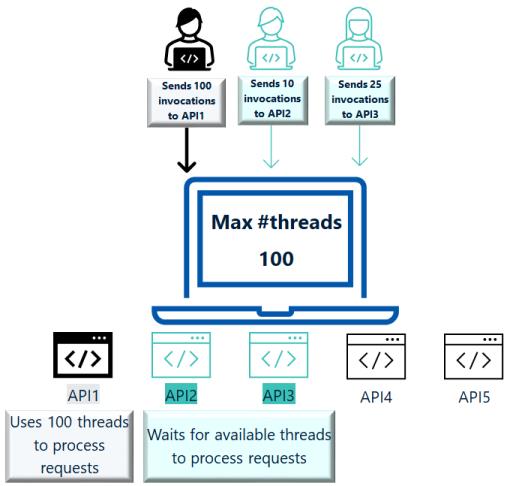 </>
</>
</>
Sends 100
invocations
to API1
Sends 10
invocations
to API2
Sends 25
invocations
to API3
Max #threads
100
</>
</>
</>
</>
</>
API1
API2
API3
API4
API5
Uses 100 threads
to process
requests
Waits for available threads
to process requests